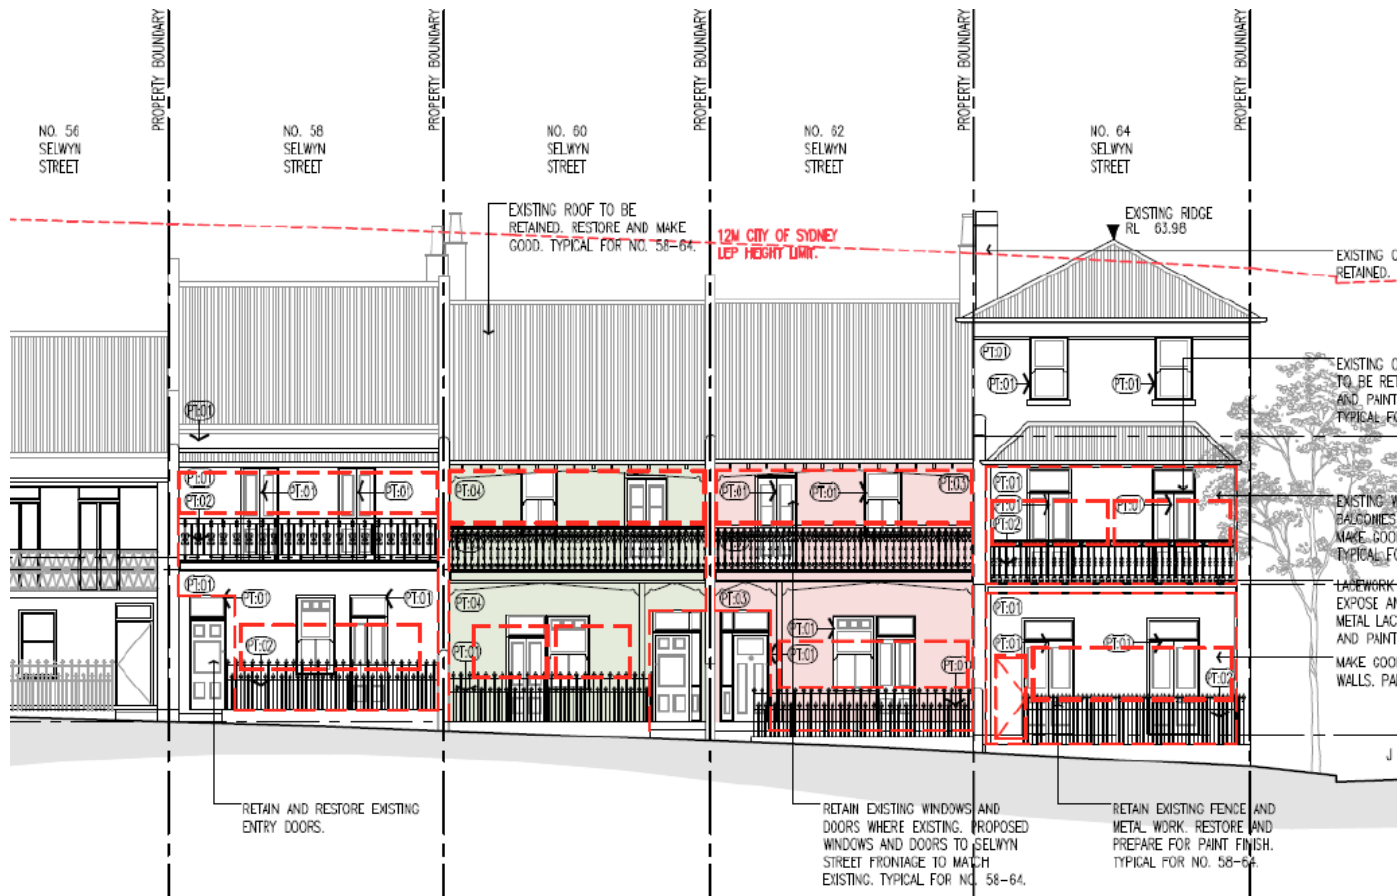 PROPERTY BOUNDARY
PROPERTY BOUNDARY
PROPERTY BOUNDARY
PROPERTY BOUNDARY
PROPERTY BOUNDARY
NO. 56
SELWYN
STREET
NO. 58
SELWYN
STREET
NO. 60
SELWYN
STREET
NO. 62
SELWYN
STREET
NO. 64
SELWYN
STREET
EXISTING ROOF TO BE
RETAINED. RESTORE AND MAKE
GOOD. TYPICAL FOR NO. 58-64.
12M CITY OF SYDNEY
LEP HEIGHT LIMIT.
EXISTING RIDGE
RL 63.98
EXISTING
RETAINED.
PT:01
PT:01
PT:01
EXISTING
TO BE
AND PAINT
TYPICAL
PT:01
PT:01
PT:02
PT:01
PT:01
PT:04
PT:01
PT:01
PT:03
PT:01
PT:01
PT:02
PT:01
EXISTING
BALCONIES
MAKE
TYPICAL
PT:01
PT:01
PT:01
PT:02
PT:04
PT:01
PT:03
PT:01
PT:01
PT:01
PT:01
PT:01
PT:01
PT:02
LACEWORK
EXPOSE
METAL
AND PAINT
MAKE
WALLS.
J
RETAIN AND RESTORE EXISTING
ENTRY DOORS.
RETAIN EXISTING WINDOWS AND
DOORS WHERE EXISTING. PROPOSED
WINDOWS AND DOORS TO SELWYN
STREET FRONTAGE TO MATCH
EXISTING. TYPICAL FOR NO. 58-64.
RETAIN EXISTING FENCE AND
METAL WORK. RESTORE AND
PREPARE FOR PAINT FINISH.
TYPICAL FOR NO. 58-64.